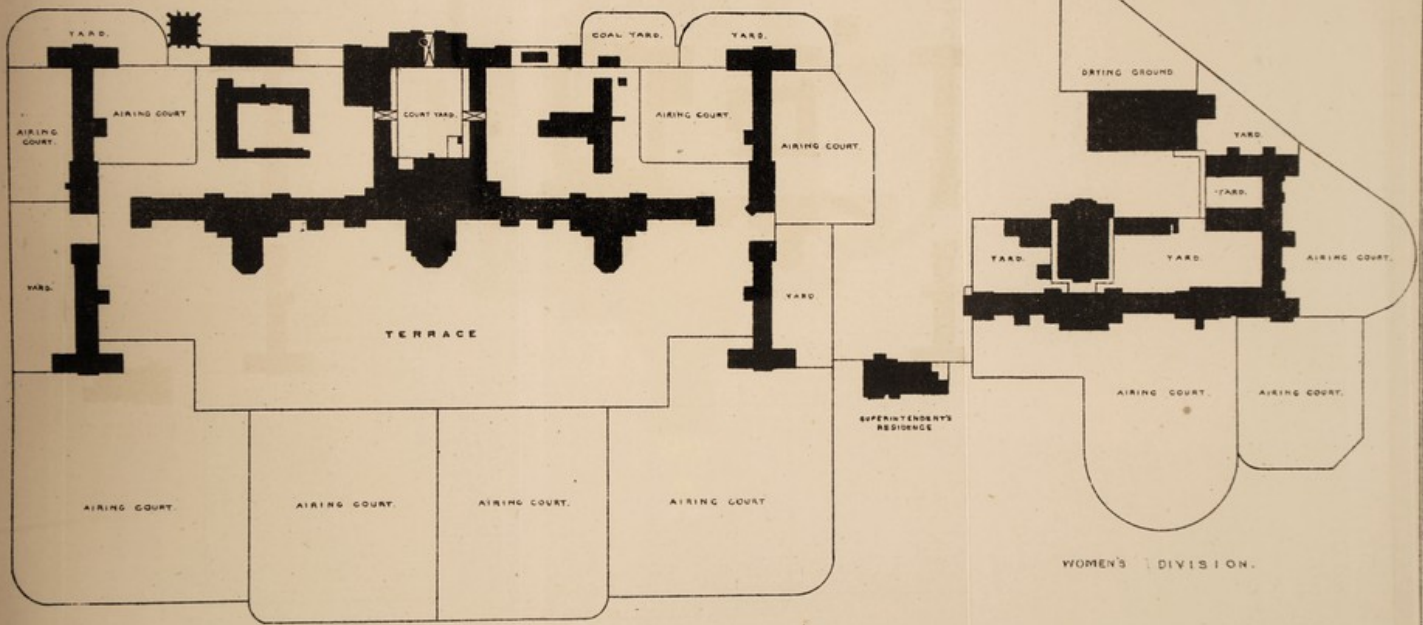 YARD.
COAL YARD.
YARD.
DRYING GROUND.
AIRING COURT
COURT YARD.
AIRING COURT.
AIRING
COURT.
AIRING COURT.
YARD.
YARD.
YARD.
YARD.
YARD.
AIRING COURT.
YARD.
YARD
TERRACE
AIRING COURT.
AIRING COURT.
SUPERINTENDENT'S
RESIDENCE
AIRING COURT.
AIRING COURT.
AIRING COURT.
AIRING COURT
WOMEN'S DIVISION.